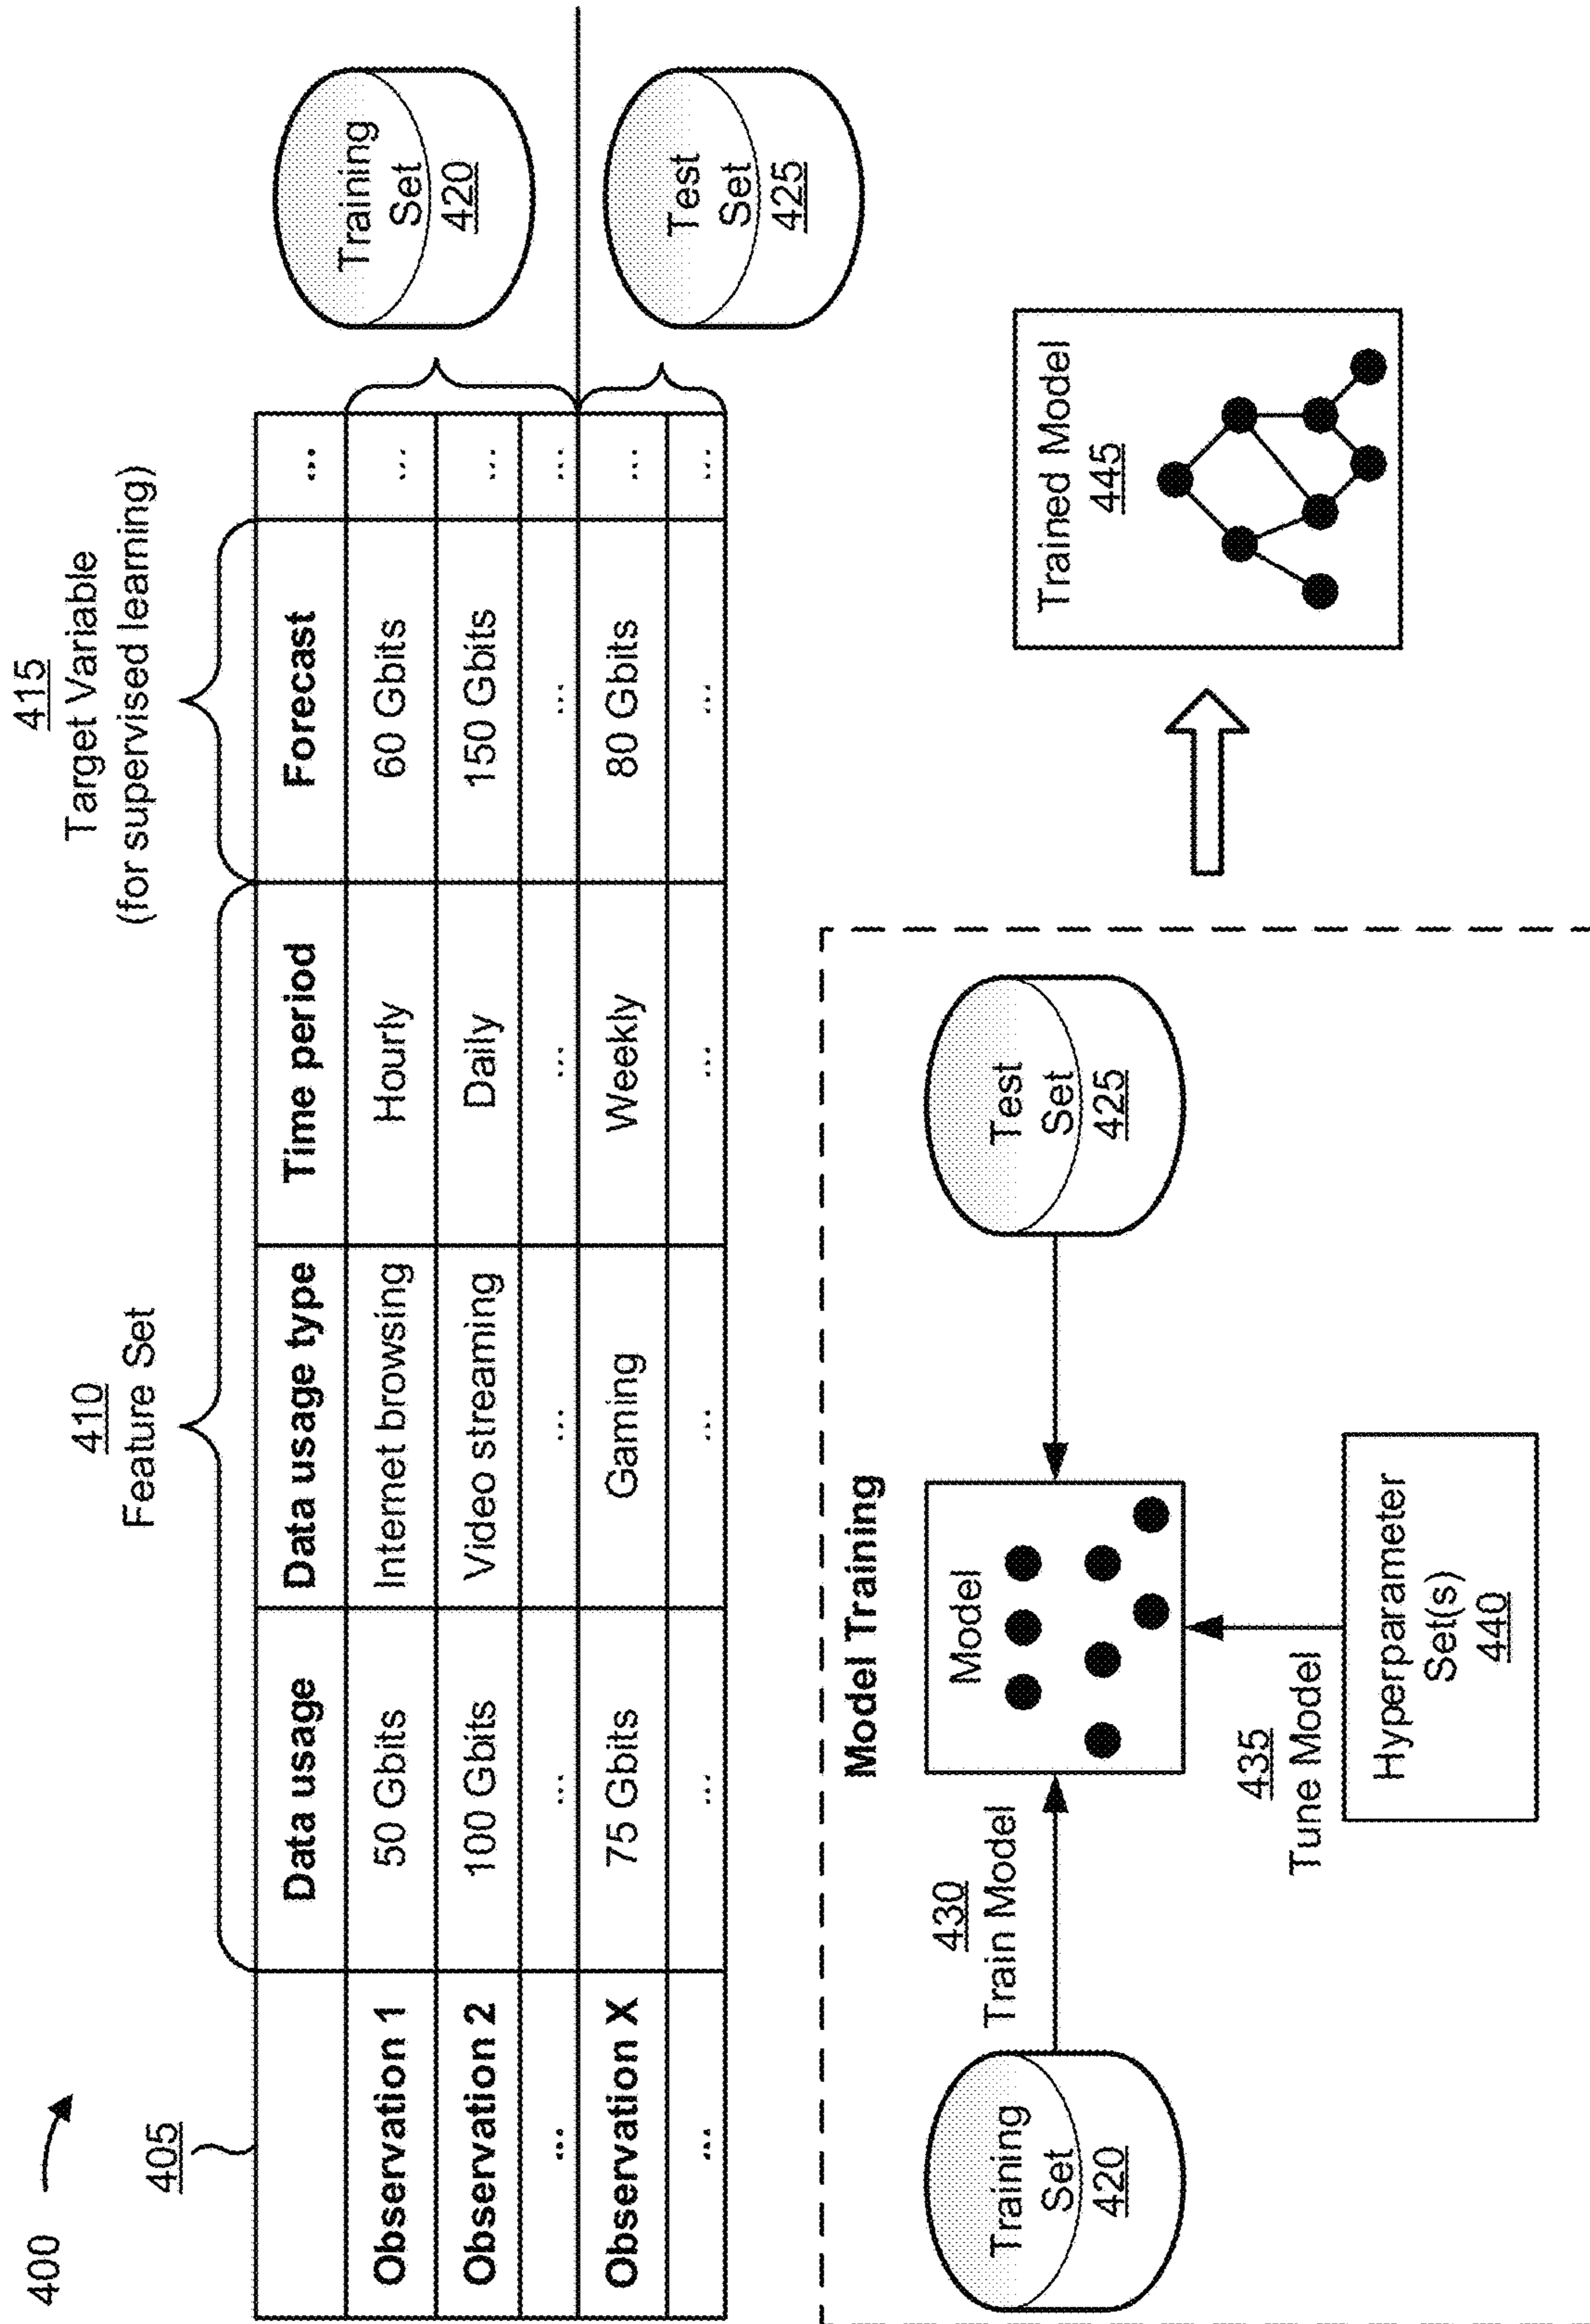 400
405
410
Feature Set
415
Target Variable
(for supervised learning)
Data usage Data usage type Time period Forecast ...
Observation 1 50 Gbits Internet browsing Hourly 60 Gbits ...
Observation 2 100 Gbits Video streaming Daily 150 Gbits ...
... ... ... ... ... ...
Observation X 75 Gbits Gaming Weekly 80 Gbits ...
... ... ... ... ... ...
Training
Set
420
Test
Set
425
Model Training
Training
Set
420
430
Train Model
Model
Test
Set
425
435
Tune Model
Hyperparameter
Set(s)
440
Trained Model
445